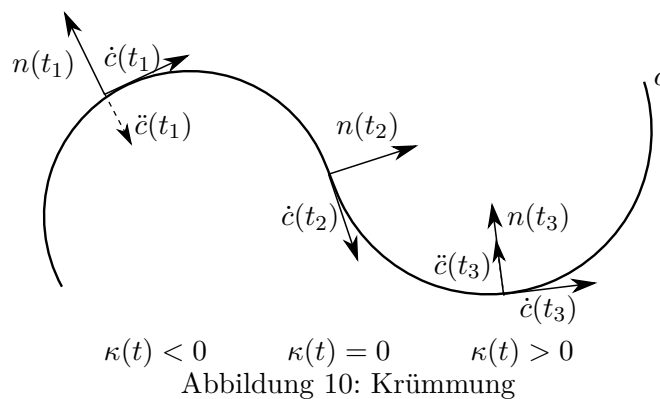 n(t₁) ċ(t₁)
c̈(t₁)
n(t₂)
ċ(t₂)
n(t₃)
c̈(t₃)
ċ(t₃)
κ(t) < 0 κ(t) = 0 κ(t) > 0
Abbildung 10: Krümmung